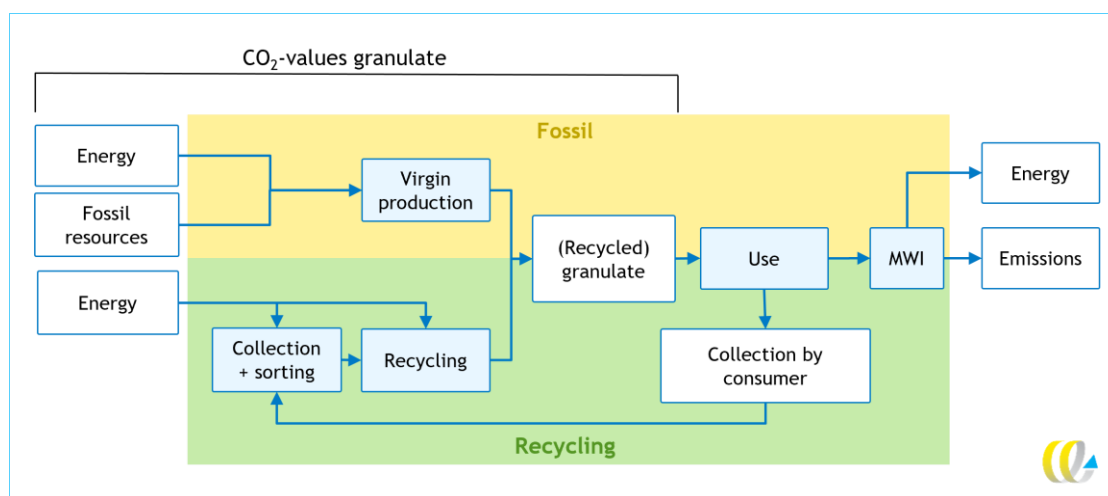 CO₂-values granulate
Fossil
Energy
Fossil
resources
Virgin
production
Energy
(Recycled)
granulate
Use
MWI
Energy
Emissions
Energy
Collection
+ sorting
Recycling
Collection by
consumer
Recycling